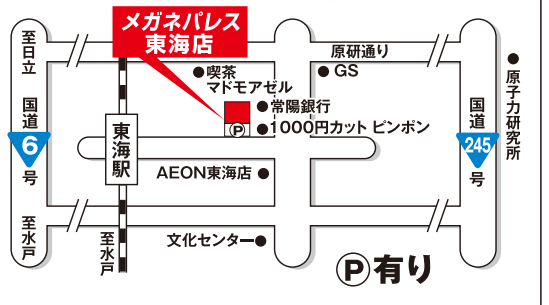 メガネパレス
東海店
至日立
国道
6
号
至水戸
原研通り
喫茶
マドモアゼル
GS
常陽銀行
P
1000円カット ピンポン
東海駅
AEON東海店
至水戸
文化センター
国道
245
号
原子力研究所
P有り